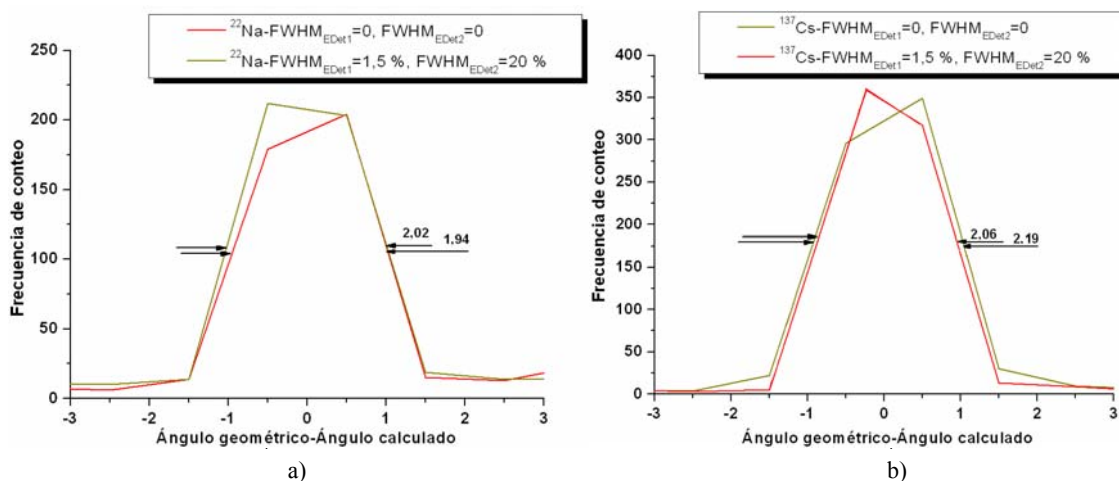 ²²Na-FWHM_EDet1=0, FWHM_EDet2=0
²²Na-FWHM_EDet1=1,5 %, FWHM_EDet2=20 %
250
200
150
100
50
0
Frecuencia de conteo
2,02
1,94
-3 -2 -1 0 1 2 3
Ángulo geométrico-Ángulo calculado
a)
¹³⁷Cs-FWHM_EDet1=0, FWHM_EDet2=0
¹³⁷Cs-FWHM_EDet1=1,5 %, FWHM_EDet2=20 %
400
350
300
250
200
150
100
50
0
Frecuencia de conteo
2.06
2.19
-3 -2 -1 0 1 2 3
Ángulo geométrico-Ángulo calculado
b)